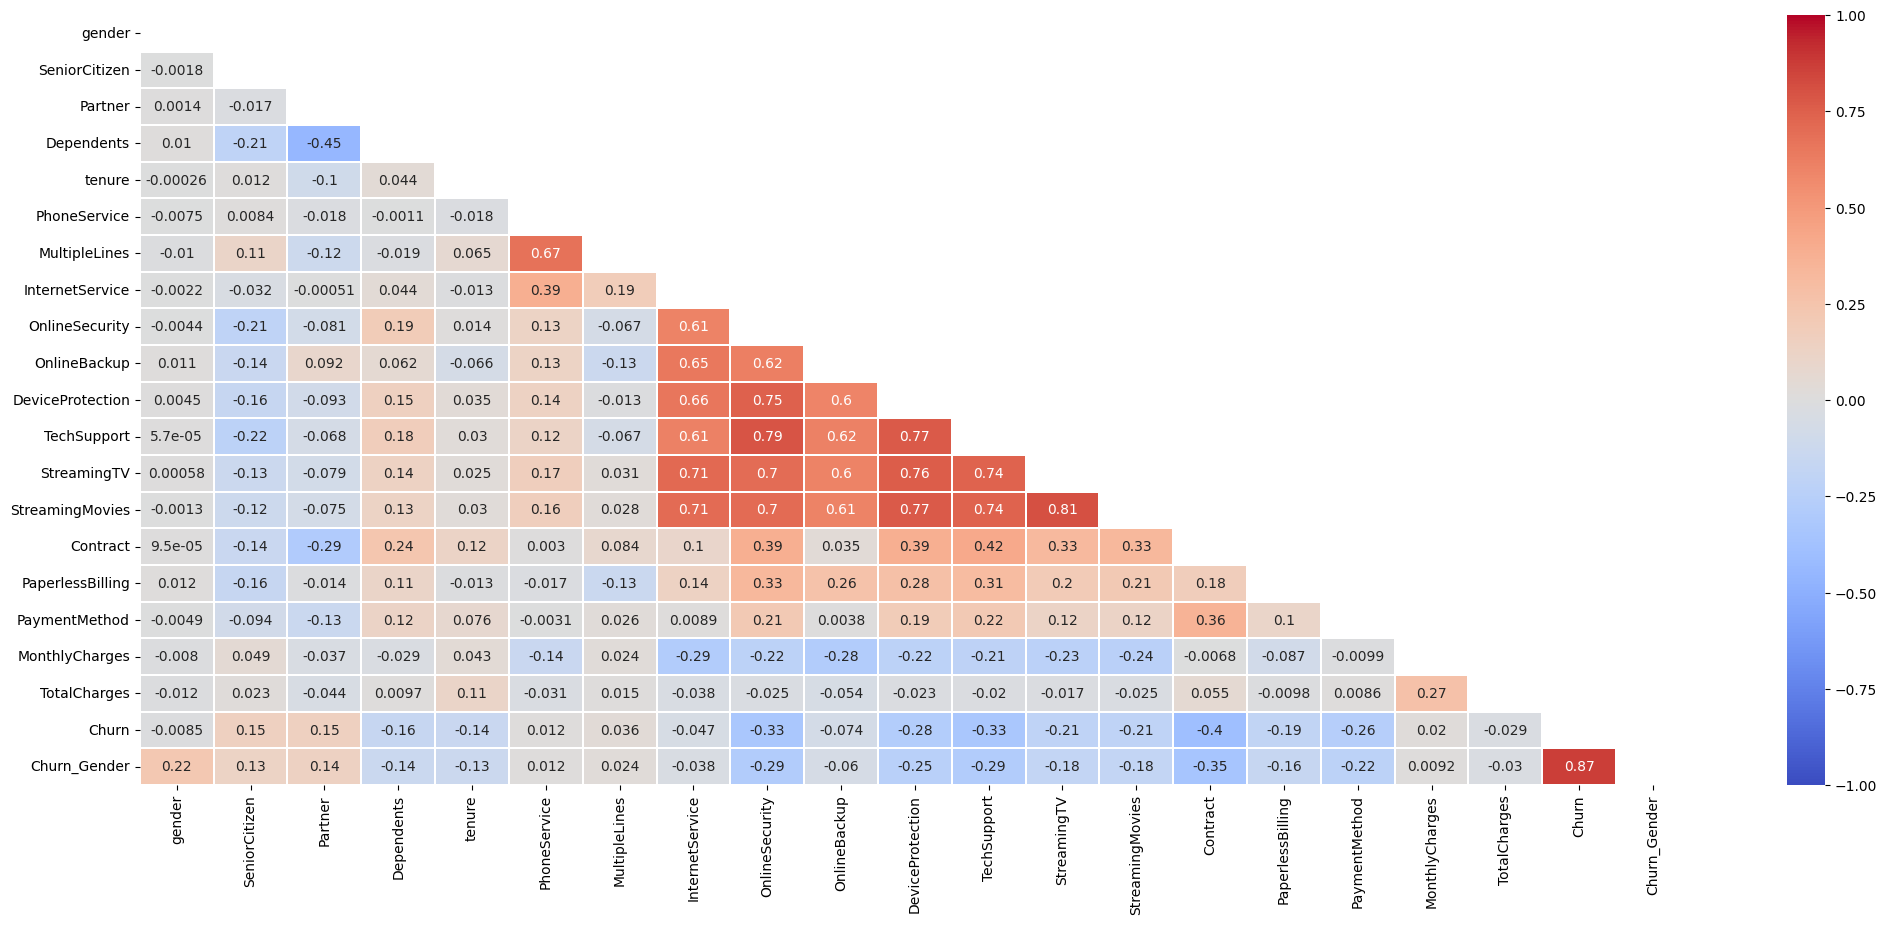 gender
SeniorCitizen -0.0018
Partner 0.0014 -0.017
Dependents 0.01 -0.21 -0.45
tenure -0.00026 0.012 -0.1 0.044
PhoneService -0.0075 0.0084 -0.018 -0.0011 -0.018
MultipleLines -0.01 0.11 -0.12 -0.019 0.065 0.67
InternetService -0.0022 -0.032 -0.00051 0.044 -0.013 0.39 0.19
OnlineSecurity -0.0044 -0.21 -0.081 0.19 0.014 0.13 -0.067 0.61
OnlineBackup 0.011 -0.14 0.092 0.062 -0.066 0.13 -0.13 0.65 0.62
DeviceProtection 0.0045 -0.16 -0.093 0.15 0.035 0.14 -0.013 0.66 0.75 0.6
TechSupport 5.7e-05 -0.22 -0.068 0.18 0.03 0.12 -0.067 0.61 0.79 0.62 0.77
StreamingTV 0.00058 -0.13 -0.079 0.14 0.025 0.17 0.031 0.71 0.7 0.6 0.76 0.74
StreamingMovies -0.0013 -0.12 -0.075 0.13 0.03 0.16 0.028 0.71 0.7 0.61 0.77 0.74 0.81
Contract 9.5e-05 -0.14 -0.29 0.24 0.12 0.003 0.084 0.1 0.39 0.035 0.39 0.42 0.33 0.33
PaperlessBilling 0.012 -0.16 -0.014 0.11 -0.013 -0.017 -0.13 0.14 0.33 0.26 0.28 0.31 0.2 0.21 0.18
PaymentMethod -0.0049 -0.094 -0.13 0.12 0.076 -0.0031 0.026 0.0089 0.21 0.0038 0.19 0.22 0.12 0.12 0.36 0.1
MonthlyCharges -0.008 0.049 -0.037 -0.029 0.043 -0.14 0.024 -0.29 -0.22 -0.28 -0.22 -0.21 -0.23 -0.24 -0.0068 -0.087 -0.0099
TotalCharges -0.012 0.023 -0.044 0.0097 0.11 -0.031 0.015 -0.038 -0.025 -0.054 -0.023 -0.02 -0.017 -0.025 0.055 -0.0098 0.0086 0.27
Churn -0.0085 0.15 0.15 -0.16 -0.14 0.012 0.036 -0.047 -0.33 -0.074 -0.28 -0.33 -0.21 -0.21 -0.4 -0.19 -0.26 0.02 -0.029
Churn_Gender 0.22 0.13 0.14 -0.14 -0.13 0.012 0.024 -0.038 -0.29 -0.06 -0.25 -0.29 -0.18 -0.18 -0.35 -0.16 -0.22 0.0092 -0.03 0.87
gender
SeniorCitizen
Partner
Dependents
tenure
PhoneService
MultipleLines
InternetService
OnlineSecurity
OnlineBackup
DeviceProtection
TechSupport
StreamingTV
StreamingMovies
Contract
PaperlessBilling
PaymentMethod
MonthlyCharges
TotalCharges
Churn
Churn_Gender
1.00
0.75
0.50
0.25
0.00
−0.25
−0.50
−0.75
−1.00